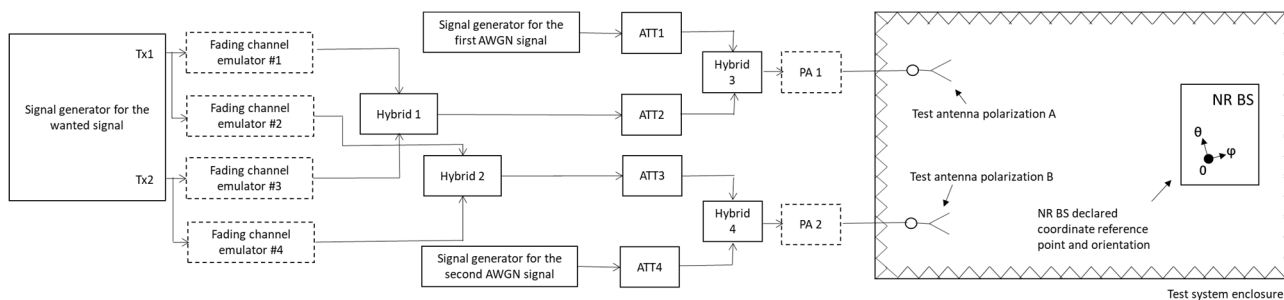 Signal generator for the
wanted signal
Tx1
Tx2
Fading channel
emulator #1
Fading channel
emulator #2
Fading channel
emulator #3
Fading channel
emulator #4
Hybrid 1
Hybrid 2
Signal generator for the
first AWGN signal
Signal generator for the
second AWGN signal
ATT1
ATT2
ATT3
ATT4
Hybrid
3
Hybrid
4
PA 1
PA 2
Test antenna polarization A
Test antenna polarization B
NR BS
θ
φ
0
NR BS declared
coordinate reference
point and orientation
Test system enclosure